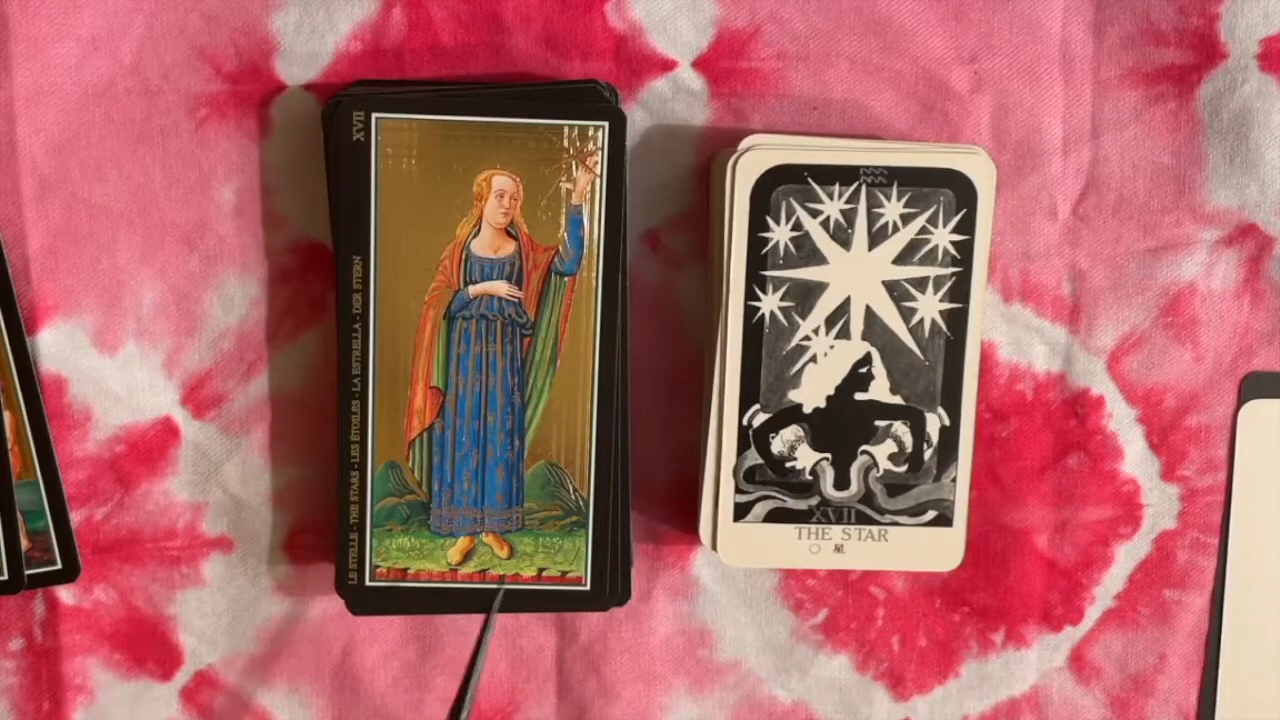 XVII
LE STELLE - THE STARS - LES ÉTOILES - LA ESTRELLA - DER STERN
XVII
THE STAR
星